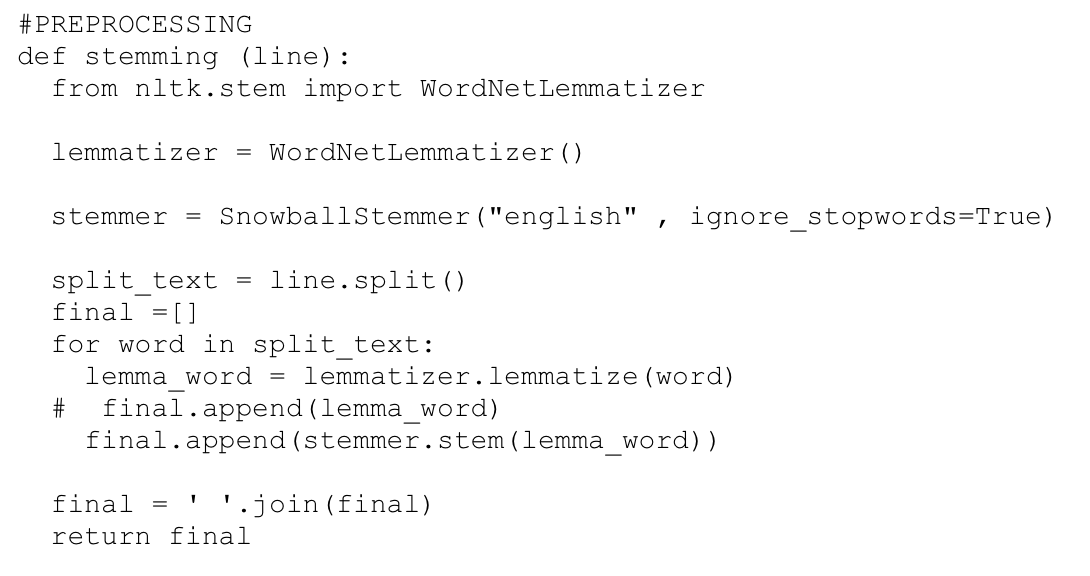 #PREPROCESSING
def stemming (line):
  from nltk.stem import WordNetLemmatizer

  lemmatizer = WordNetLemmatizer()

  stemmer = SnowballStemmer("english" , ignore_stopwords=True)

  split_text = line.split()
  final =[]
  for word in split_text:
    lemma_word = lemmatizer.lemmatize(word)
  #  final.append(lemma_word)
    final.append(stemmer.stem(lemma_word))

  final = ' '.join(final)
  return final